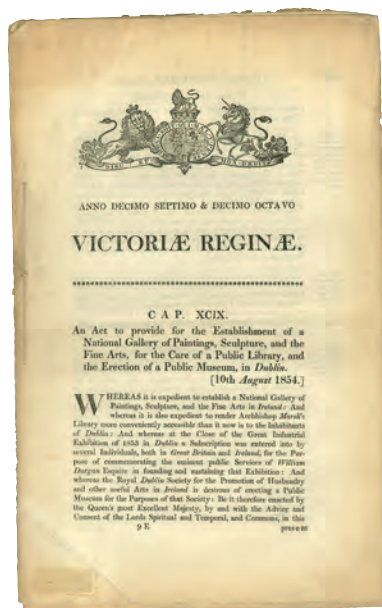 DIEU ET MON DROIT
ANNO DECIMO SEPTIMO & DECIMO OCTAVO
VICTORIÆ REGINÆ.
CAP. XCIX.
An Act to provide for the Establishment of a
National Gallery of Paintings, Sculpture, and the
Fine Arts, for the Care of a Public Library, and
the Erection of a Public Museum, in Dublin.
[10th August 1854.]
WHEREAS it is expedient to establish a National Gallery of
Paintings, Sculpture, and the Fine Arts in Ireland: And
whereas it is also expedient to render Archbishop Marsh's
Library more conveniently accessible than it now is to the Inhabitants
of Dublin: And whereas at the Close of the Great Industrial
Exhibition of 1853 in Dublin a Subscription was entered into by
several Individuals, both in Great Britain and Ireland, for the Pur-
pose of commemorating the eminent public Services of William
Dargan Esquire in founding and sustaining that Exhibition: And
whereas the Royal Dublin Society for the Promotion of Husbandry
and other useful Arts in Ireland is desirous of erecting a Public
Museum for the Purposes of that Society: Be it therefore enacted by
the Queen's most Excellent Majesty, by and with the Advice and
Consent of the Lords Spiritual and Temporal, and Commons, in this
9 E present